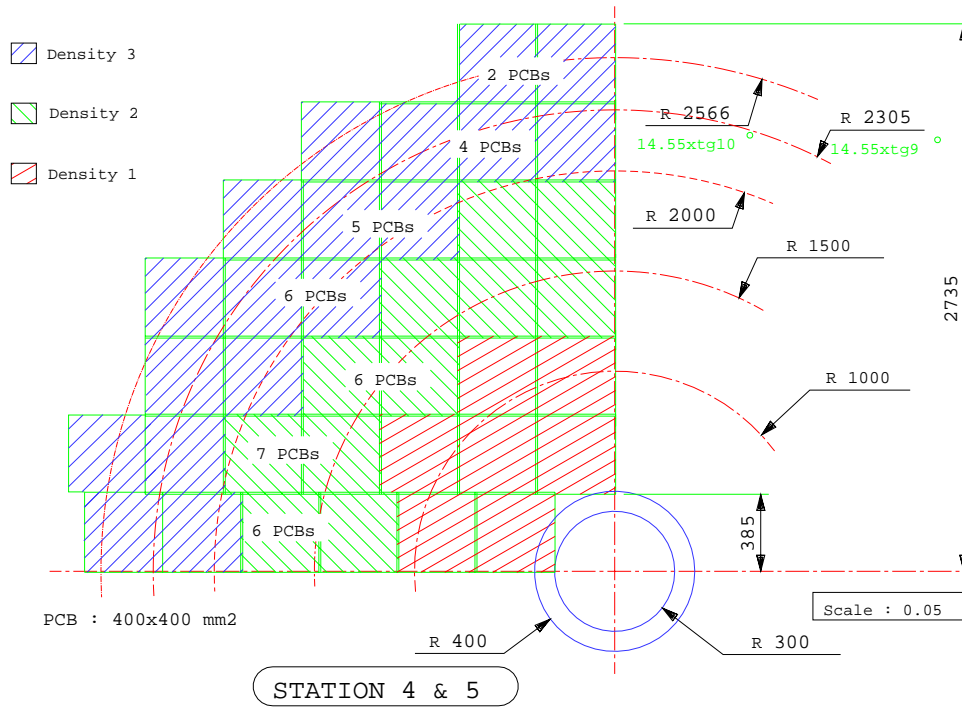 Density 3
Density 2
Density 1
2 PCBs
4 PCBs
5 PCBs
6 PCBs
6 PCBs
7 PCBs
6 PCBs
R 2566
14.55xtg10°
R 2305
14.55xtg9°
R 2000
R 1500
R 1000
2735
385
PCB : 400x400 mm2
Scale : 0.05
R 400
R 300
STATION 4 & 5